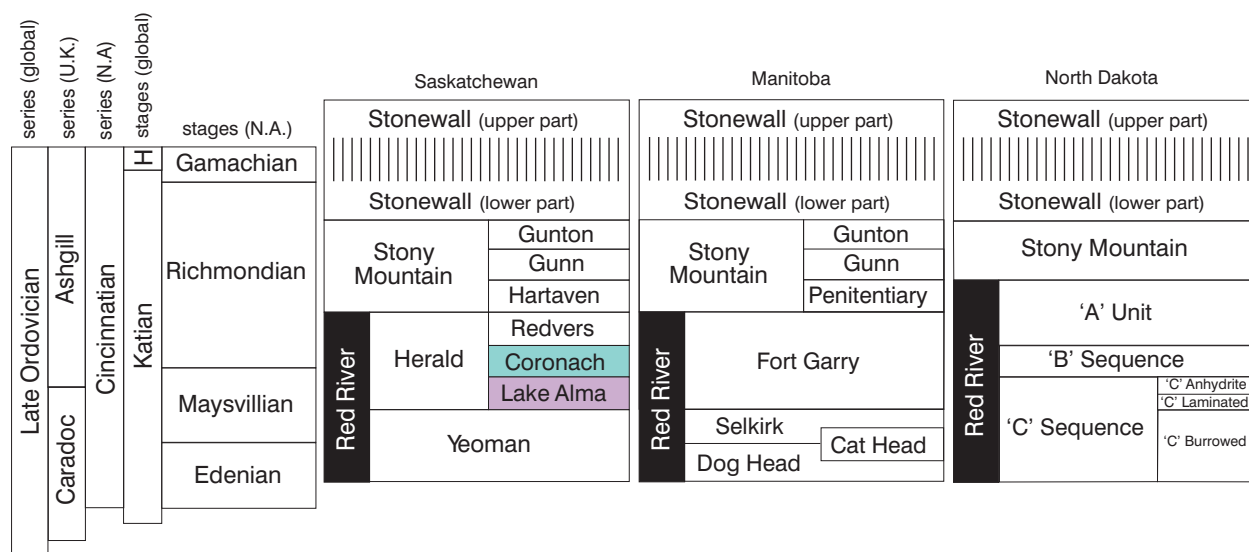 series (global)
series (U.K.)
series (N.A)
stages (global)
stages (N.A.)
Saskatchewan
Manitoba
North Dakota
Late Ordovician
Ashgill
Caradoc
Cincinnatian
H
Katian
Gamachian
Richmondian
Maysvillian
Edenian
Stonewall (upper part)
Stonewall (lower part)
Stony
Mountain
Gunton
Gunn
Hartaven
Red River
Herald
Redvers
Coronach
Lake Alma
Yeoman
Stonewall (upper part)
Stonewall (lower part)
Stony
Mountain
Gunton
Gunn
Penitentiary
Red River
Fort Garry
Selkirk
Dog Head
Cat Head
Stonewall (upper part)
Stonewall (lower part)
Stony Mountain
Red River
‘A’ Unit
‘B’ Sequence
‘C’ Sequence
‘C’ Anhydrite
‘C’ Laminated
‘C’ Burrowed